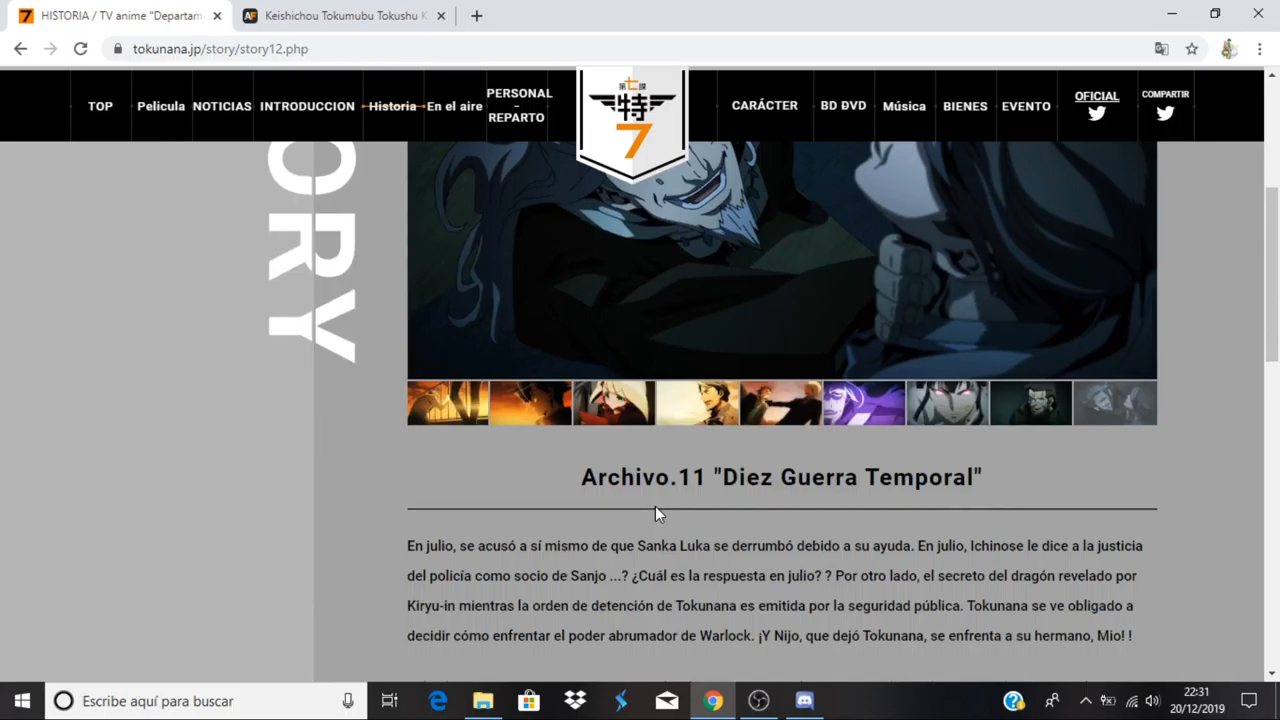 HISTORIA / TV anime "Departam
Keishichou Tokumubu Tokushu K
tokunana.jp/story/story12.php
TOP
Pelicula
NOTICIAS
INTRODUCCION
Historia
En el aire
PERSONAL
-
REPARTO
第七課
特
7
CARÁCTER
BD ĐVD
Música
BIENES
EVENTO
OFICIAL
COMPARTIR
ORY
Archivo.11 "Diez Guerra Temporal"
En julio, se acusó a sí mismo de que Sanka Luka se derrumbó debido a su ayuda. En julio, Ichinose le dice a la justicia
del policía como socio de Sanjo ...? ¿Cuál es la respuesta en julio? ? Por otro lado, el secreto del dragón revelado por
Kiryu-in mientras la orden de detención de Tokunana es emitida por la seguridad pública. Tokunana se ve obligado a
decidir cómo enfrentar el poder abrumador de Warlock. ¡Y Nijo, que dejó Tokunana, se enfrenta a su hermano, Mio! !
Escribe aquí para buscar
22:31
20/12/2019